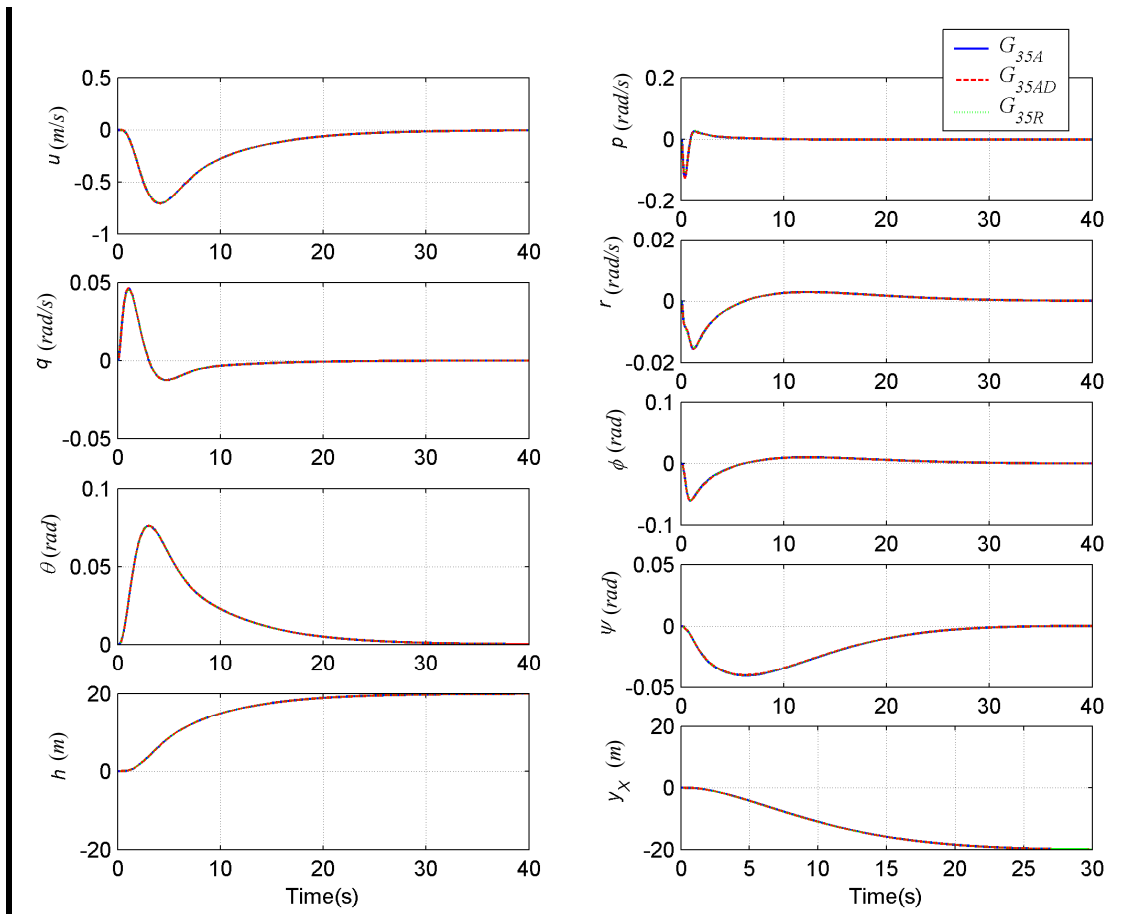 G35A
G35AD
G35R
u (m/s)
0.5
0
-0.5
-1
0 10 20 30 40
q (rad/s)
0.05
0
-0.05
0 10 20 30 40
θ (rad)
0.1
0.05
0
0 10 20 30 40
h (m)
20
0
-20
0 10 20 30 40
Time(s)
p (rad/s)
0.2
0
-0.2
0 10 20 30 40
r (rad/s)
0.02
0
-0.02
0 10 20 30 40
ϕ (rad)
0.1
0
-0.1
0 10 20 30 40
ψ (rad)
0.05
0
-0.05
0 10 20 30 40
yX (m)
20
0
-20
0 5 10 15 20 25 30
Time(s)